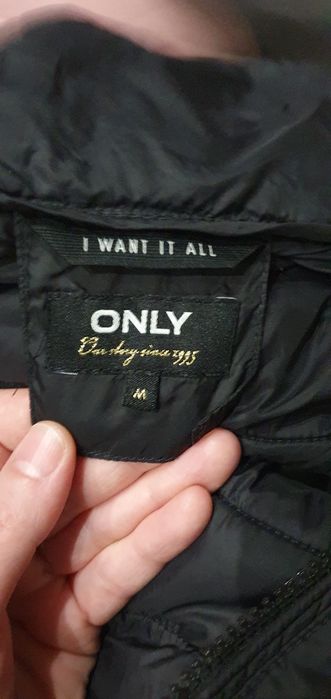 I WANT IT ALL
ONLY
Our story since 1995
M